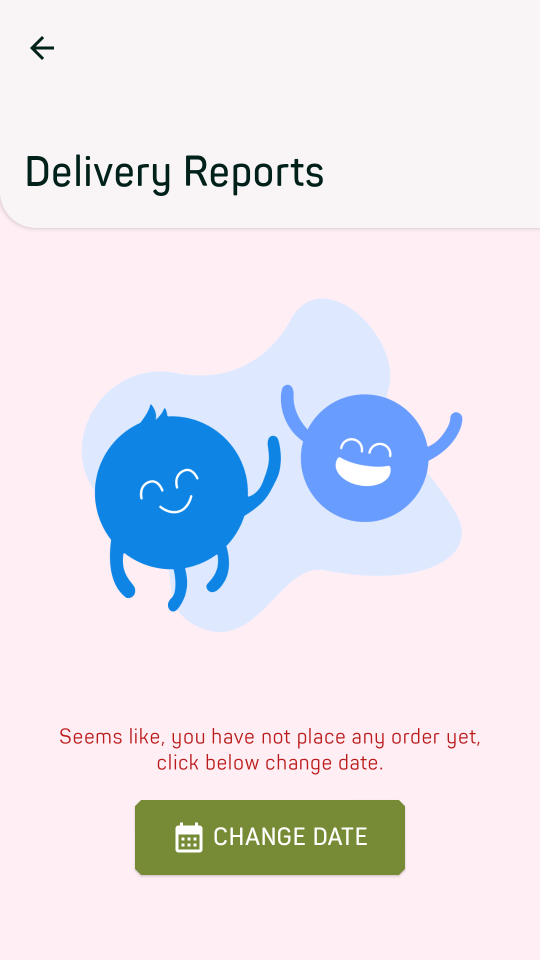 Delivery Reports
Seems like, you have not place any order yet,
click below change date.
CHANGE DATE